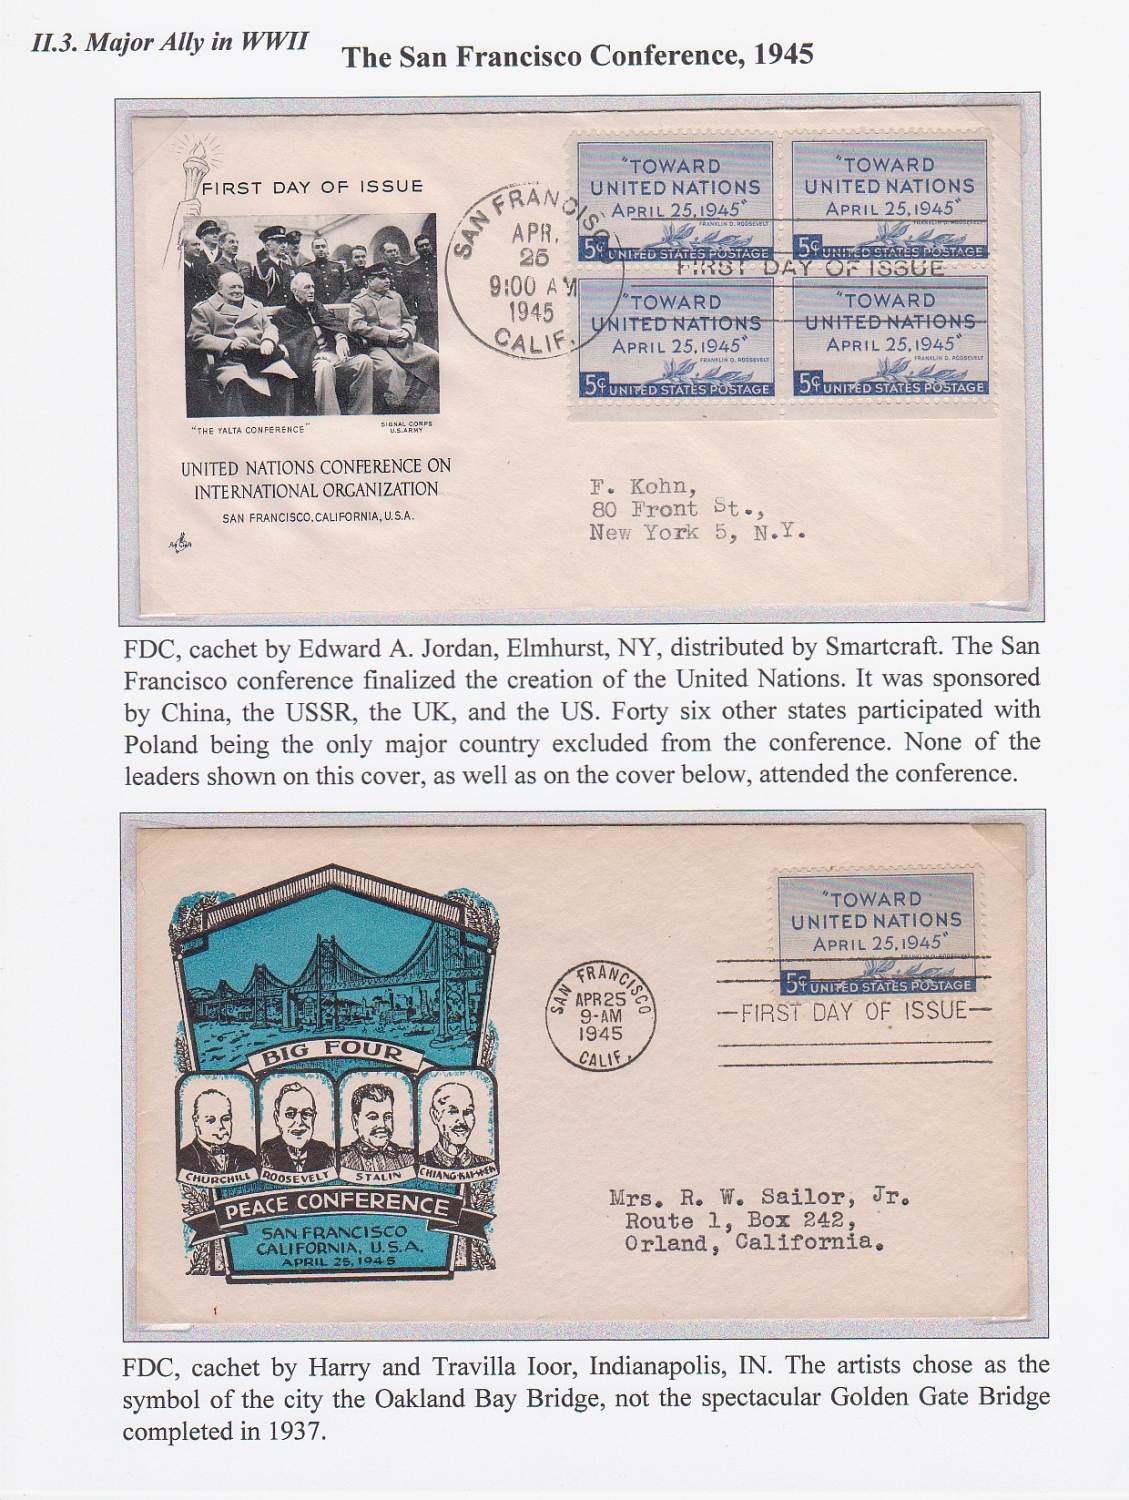 II.3. Major Ally in WWII
The San Francisco Conference, 1945
FIRST DAY OF ISSUE
"THE YALTA CONFERENCE"
SIGNAL CORPS
U.S. ARMY
UNITED NATIONS CONFERENCE ON
INTERNATIONAL ORGANIZATION
SAN FRANCISCO, CALIFORNIA, U.S.A.
Art Craft
SAN FRANCISCO
APR.
25
9:00 AM
1945
CALIF.
"TOWARD
UNITED NATIONS
APRIL 25, 1945"
FRANKLIN D. ROOSEVELT
5¢ UNITED STATES POSTAGE
"TOWARD
UNITED NATIONS
APRIL 25, 1945"
FRANKLIN D. ROOSEVELT
5¢ UNITED STATES POSTAGE
FIRST DAY OF ISSUE
"TOWARD
UNITED NATIONS
APRIL 25, 1945"
FRANKLIN D. ROOSEVELT
5¢ UNITED STATES POSTAGE
"TOWARD
UNITED NATIONS
APRIL 25, 1945"
FRANKLIN D. ROOSEVELT
5¢ UNITED STATES POSTAGE
F. Kohn,
80 Front St.,
New York 5, N.Y.
FDC, cachet by Edward A. Jordan, Elmhurst, NY, distributed by Smartcraft. The San
Francisco conference finalized the creation of the United Nations. It was sponsored
by China, the USSR, the UK, and the US. Forty six other states participated with
Poland being the only major country excluded from the conference. None of the
leaders shown on this cover, as well as on the cover below, attended the conference.
BIG FOUR
CHURCHILL
ROOSEVELT
STALIN
CHIANG-KAI-SHEK
PEACE CONFERENCE
SAN FRANCISCO
CALIFORNIA, U.S.A.
APRIL 25, 1945
1
SAN FRANCISCO
APR 25
9-AM
1945
CALIF.
"TOWARD
UNITED NATIONS
APRIL 25, 1945"
FRANKLIN D. ROOSEVELT
5¢ UNITED STATES POSTAGE
FIRST DAY OF ISSUE
Mrs. R. W. Sailor, Jr.
Route 1, Box 242,
Orland, California.
FDC, cachet by Harry and Travilla Ioor, Indianapolis, IN. The artists chose as the
symbol of the city the Oakland Bay Bridge, not the spectacular Golden Gate Bridge
completed in 1937.